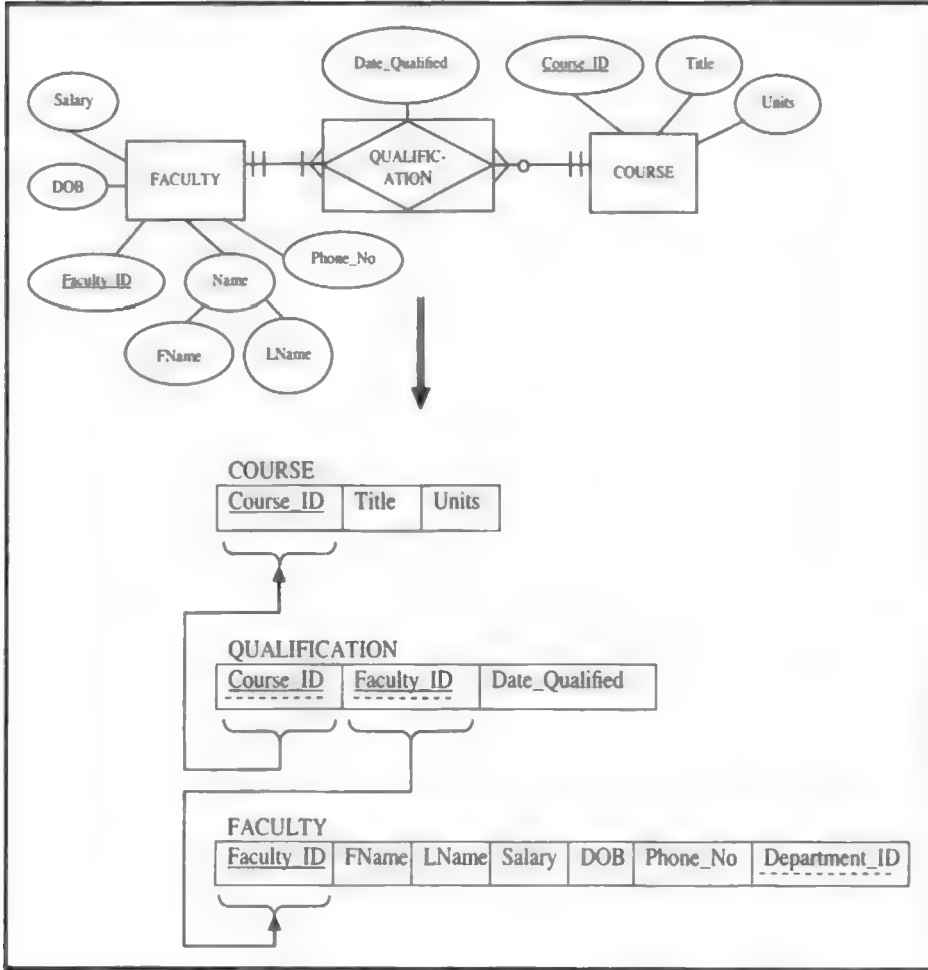 Date_Qualified
Course_ID
Title
Salary
Units
FACULTY
QUALIFIC-
ATION
COURSE
DOB
Phone_No
Faculty_ID
Name
FName
LName
COURSE
Course_ID Title Units
QUALIFICATION
Course_ID Faculty_ID Date_Qualified
FACULTY
Faculty_ID FName LName Salary DOB Phone_No Department_ID